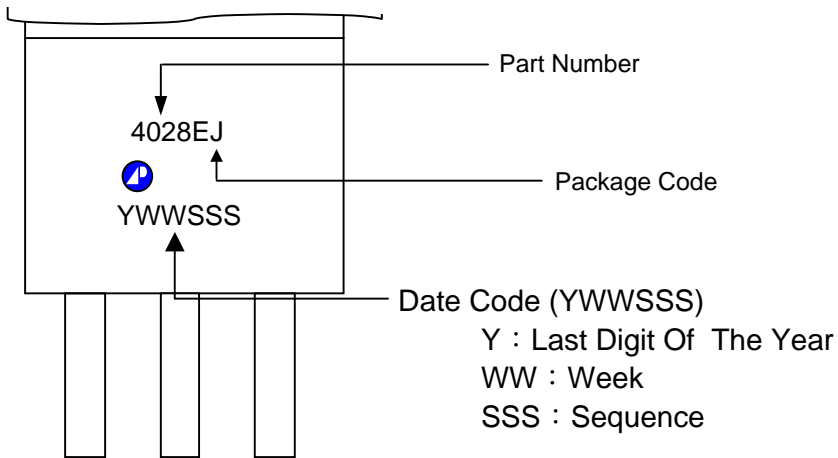 Part Number
4028EJ
Package Code
YWWSSS
Date Code (YWWSSS)
Y：Last Digit Of The Year
WW：Week
SSS：Sequence